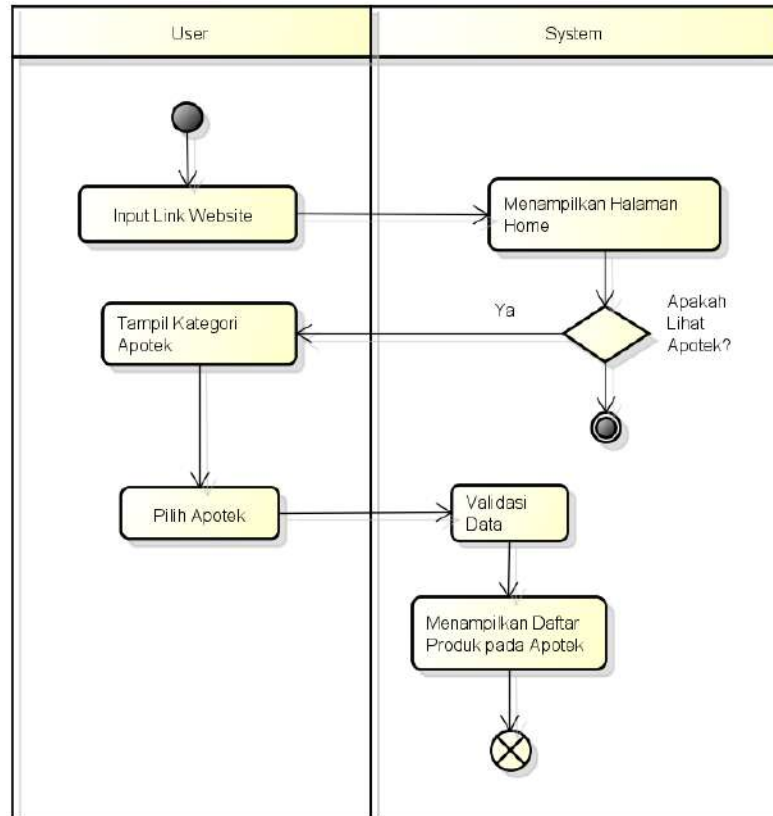 User
System
Input Link Website
Menampilkan Halaman
Home
Ya
Apakah
Lihat
Apotek?
Tampil Kategori
Apotek
Pilih Apotek
Validasi
Data
Menampilkan Daftar
Produk pada Apotek